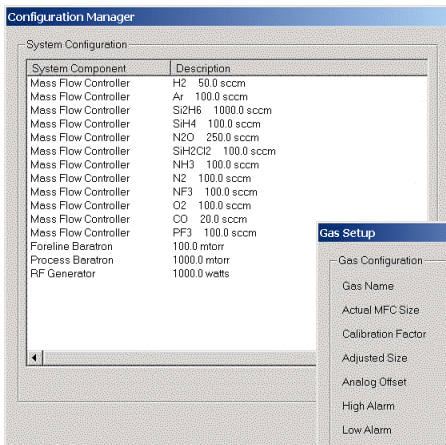 Configuration Manager
System Configuration
System Component Description
Mass Flow Controller H2 50.0 sccm
Mass Flow Controller Ar 100.0 sccm
Mass Flow Controller Si2H6 1000.0 sccm
Mass Flow Controller SiH4 100.0 sccm
Mass Flow Controller N2O 250.0 sccm
Mass Flow Controller SiH2Cl2 100.0 sccm
Mass Flow Controller NH3 100.0 sccm
Mass Flow Controller N2 100.0 sccm
Mass Flow Controller NF3 100.0 sccm
Mass Flow Controller O2 100.0 sccm
Mass Flow Controller CO 20.0 sccm
Mass Flow Controller PF3 100.0 sccm
Foreline Baratron 100.0 mtorr
Process Baratron 1000.0 mtorr
RF Generator 1000.0 watts
Gas Setup
Gas Configuration
Gas Name
Actual MFC Size
Calibration Factor
Adjusted Size
Analog Offset
High Alarm
Low Alarm